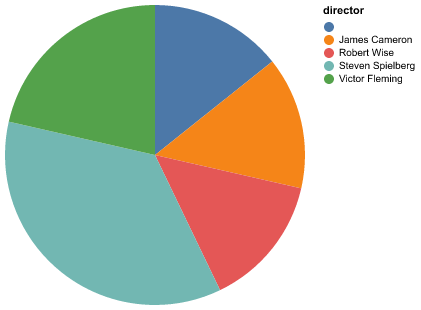 director
James Cameron
Robert Wise
Steven Spielberg
Victor Fleming